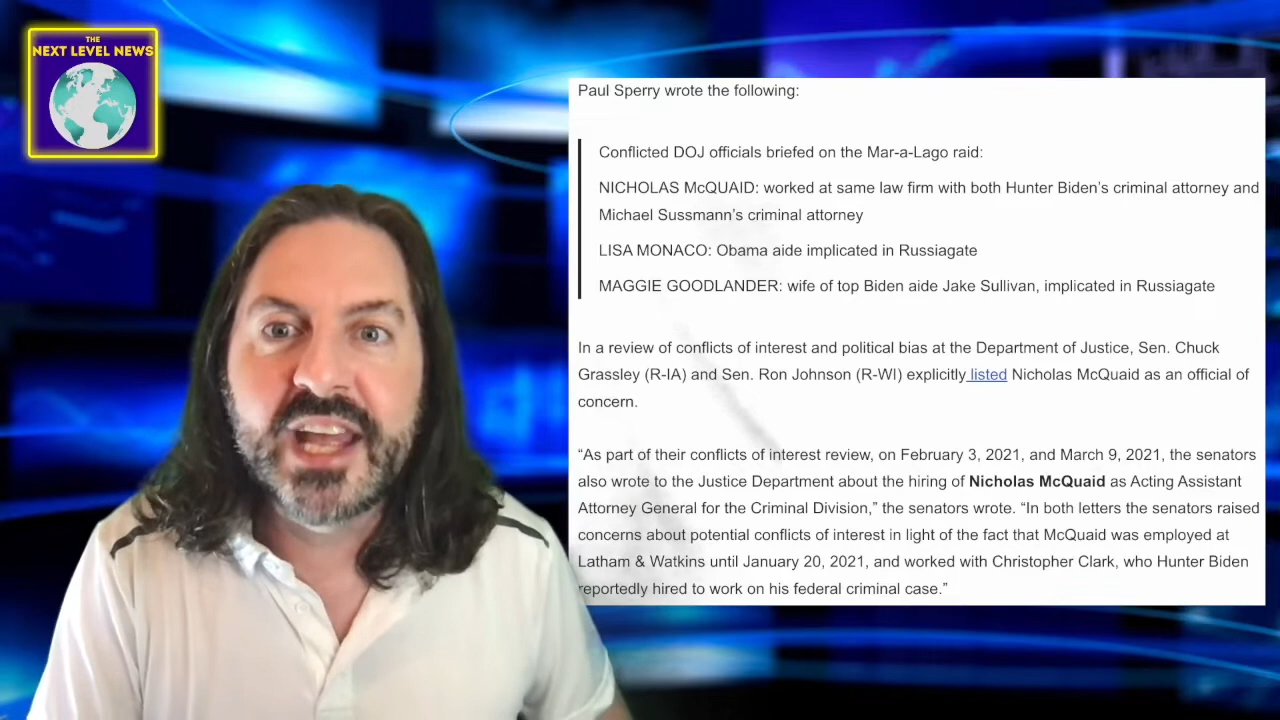 THE
NEXT LEVEL NEWS
Paul Sperry wrote the following:
Conflicted DOJ officials briefed on the Mar-a-Lago raid:
NICHOLAS McQUAID: worked at same law firm with both Hunter Biden's criminal attorney and
Michael Sussmann's criminal attorney
LISA MONACO: Obama aide implicated in Russiagate
MAGGIE GOODLANDER: wife of top Biden aide Jake Sullivan, implicated in Russiagate
In a review of conflicts of interest and political bias at the Department of Justice, Sen. Chuck
Grassley (R-IA) and Sen. Ron Johnson (R-WI) explicitly listed Nicholas McQuaid as an official of
concern.
“As part of their conflicts of interest review, on February 3, 2021, and March 9, 2021, the senators
also wrote to the Justice Department about the hiring of Nicholas McQuaid as Acting Assistant
Attorney General for the Criminal Division,” the senators wrote. “In both letters the senators raised
concerns about potential conflicts of interest in light of the fact that McQuaid was employed at
Latham & Watkins until January 20, 2021, and worked with Christopher Clark, who Hunter Biden
reportedly hired to work on his federal criminal case.”